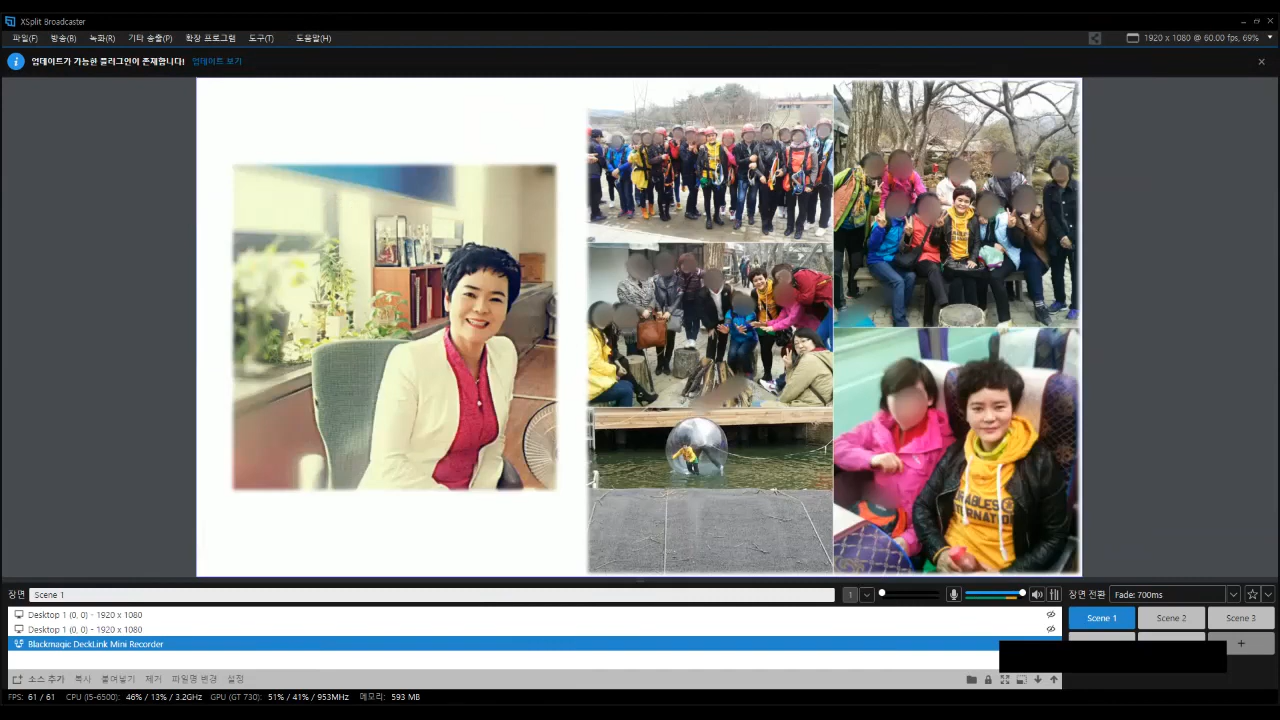 XSplit Broadcaster
파일(F) 방송(B) 녹화(R) 기타 송출(P) 확장 프로그램 도구(T) 도움말(H) 1920 x 1080 @ 60.00 fps, 69%
업데이트가 가능한 플러그인이 존재합니다! 업데이트 보기
장면 Scene 1 1 장면 전환 Fade: 700ms
Desktop 1 (0, 0) - 1920 x 1080
Desktop 1 (0, 0) - 1920 x 1080
Blackmagic DeckLink Mini Recorder
Scene 1 Scene 2 Scene 3
소스 추가 복사 붙여넣기 제거 파일명 변경 설정
FPS: 61 / 61 CPU (i5-6500): 46% / 13% / 3.2GHz GPU (GT 730): 51% / 41% / 953MHz 메모리: 593 MB